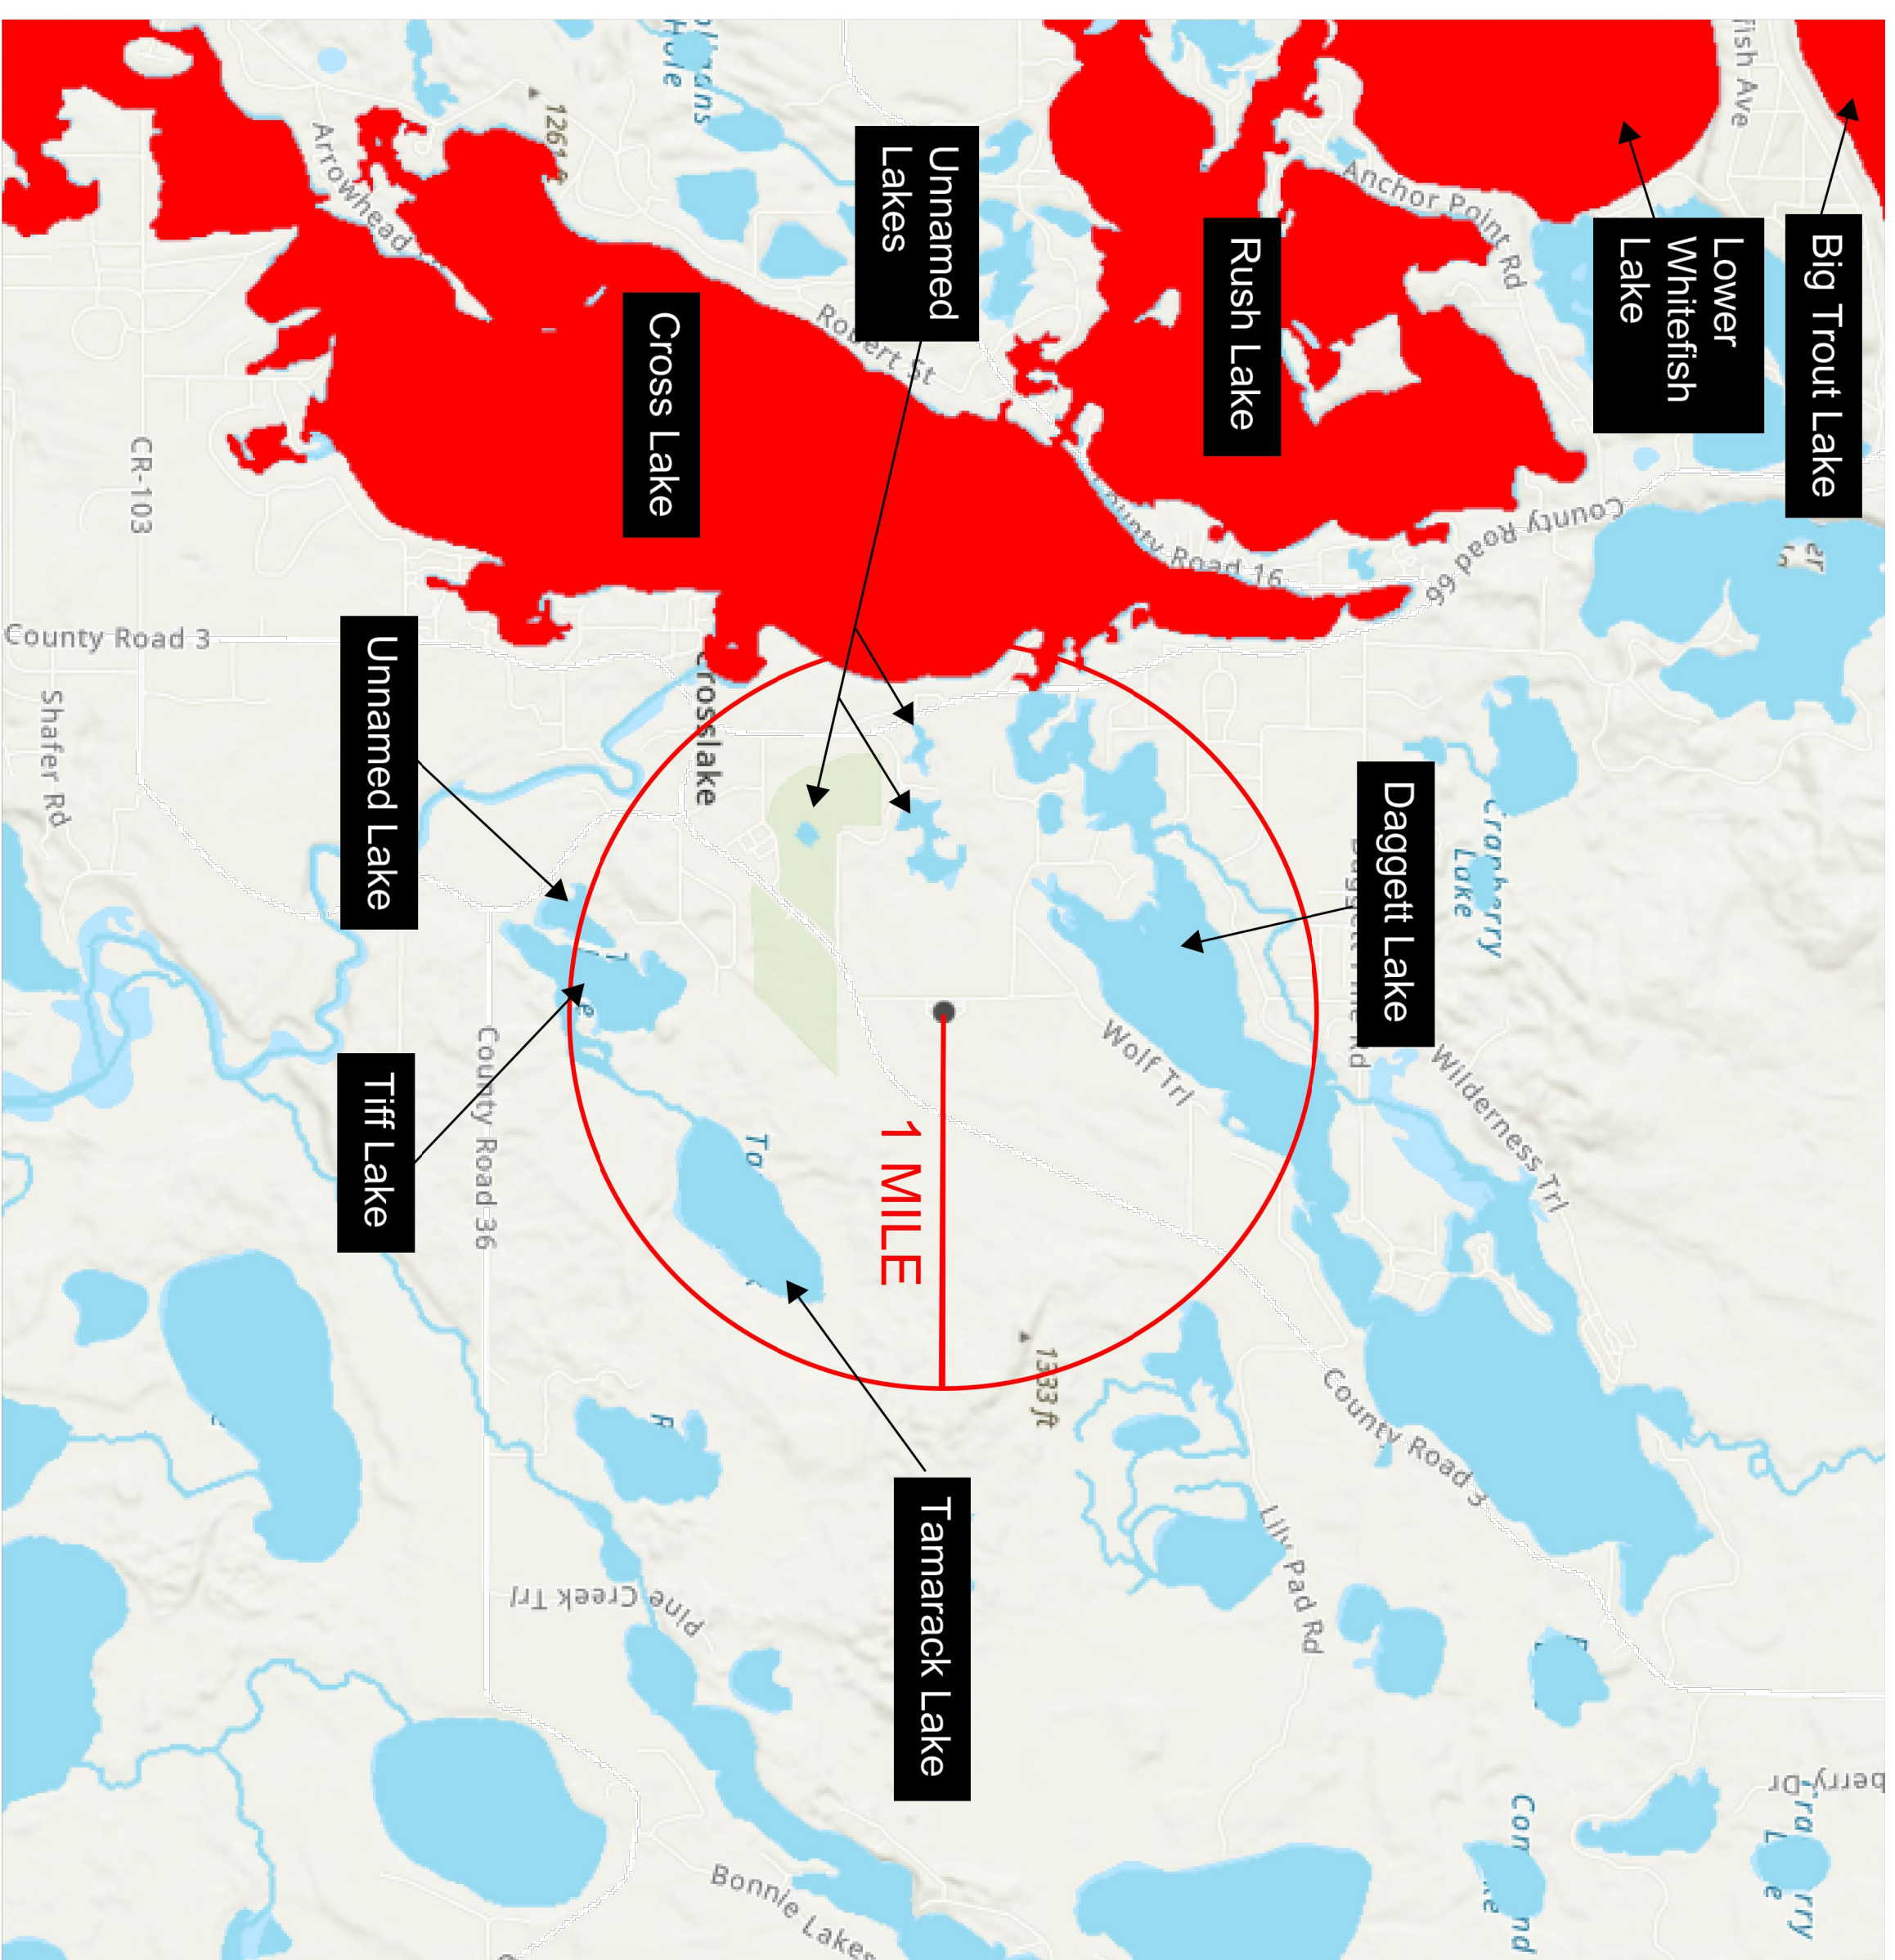 Big Trout Lake
Lower
Whitefish
Lake
fish Ave
Anchor Point Rd
Rush Lake
County Road 66
County Road 16
Unnamed
Lakes
Robert St
Hole
1261 ft
Arrowhead
Cross Lake
CR-103
County Road 3
Shafer Rd
Crosslake
Unnamed Lake
Daggett Lake
Cranberry
Lake
Wilderness Trl
Wolf Trl
1 MILE
Tiff Lake
County Road 36
1333 ft
County Road 3
Tamarack Lake
Lily Pad Rd
Pine Creek Trl
Bonnie Lakes